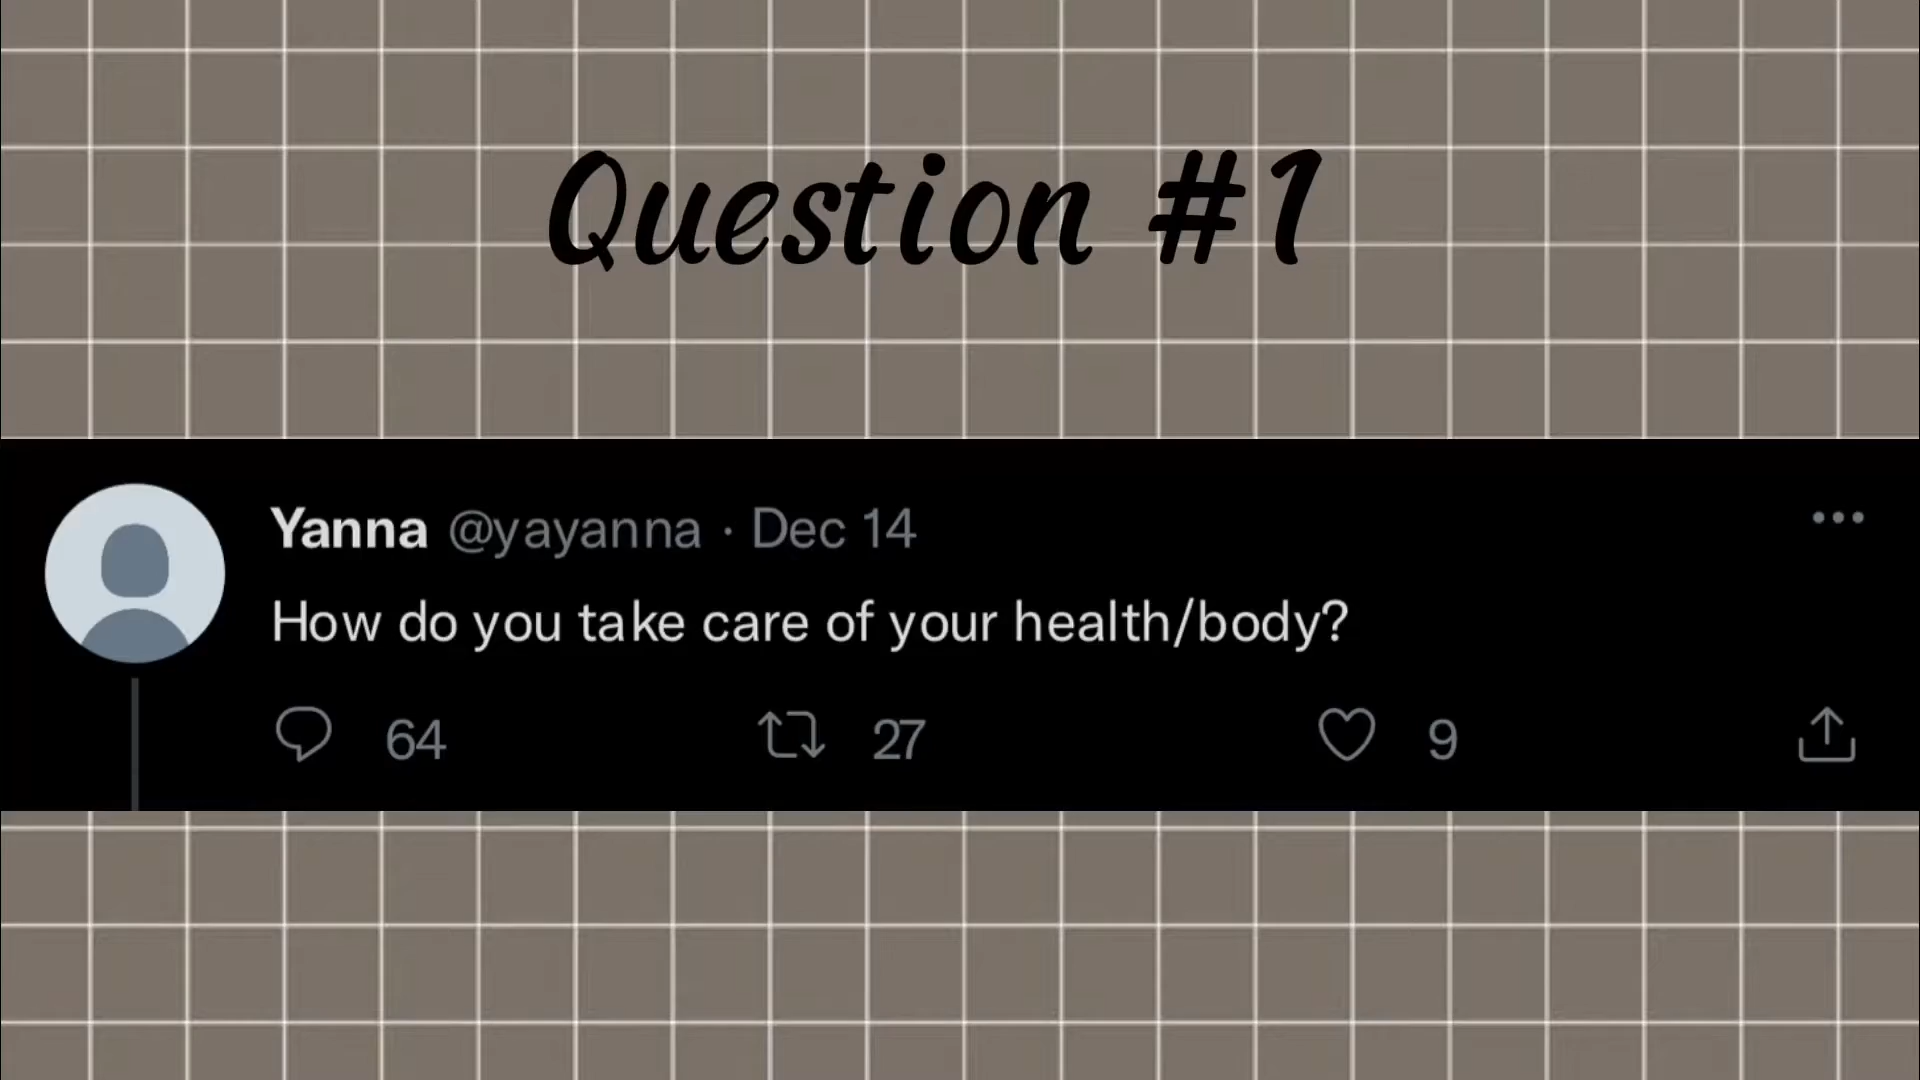 Question #1
Yanna @yayanna · Dec 14
How do you take care of your health/body?
64 27 9